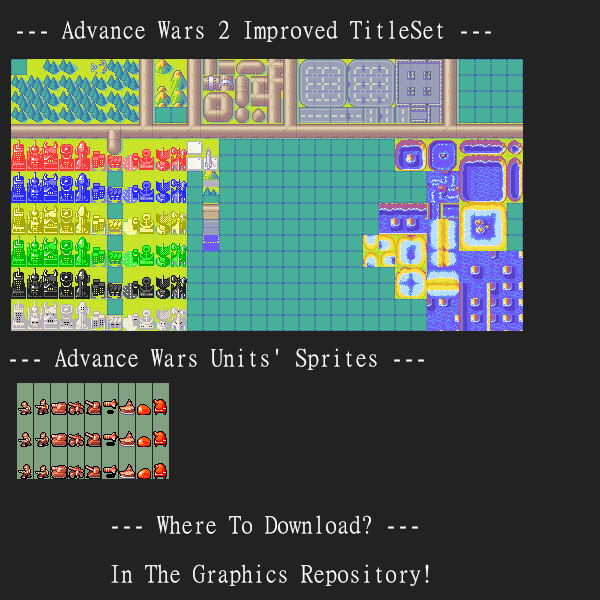 --- Advance Wars 2 Improved TitleSet ---
--- Advance Wars Units' Sprites ---
--- Where To Download? ---
In The Graphics Repository!